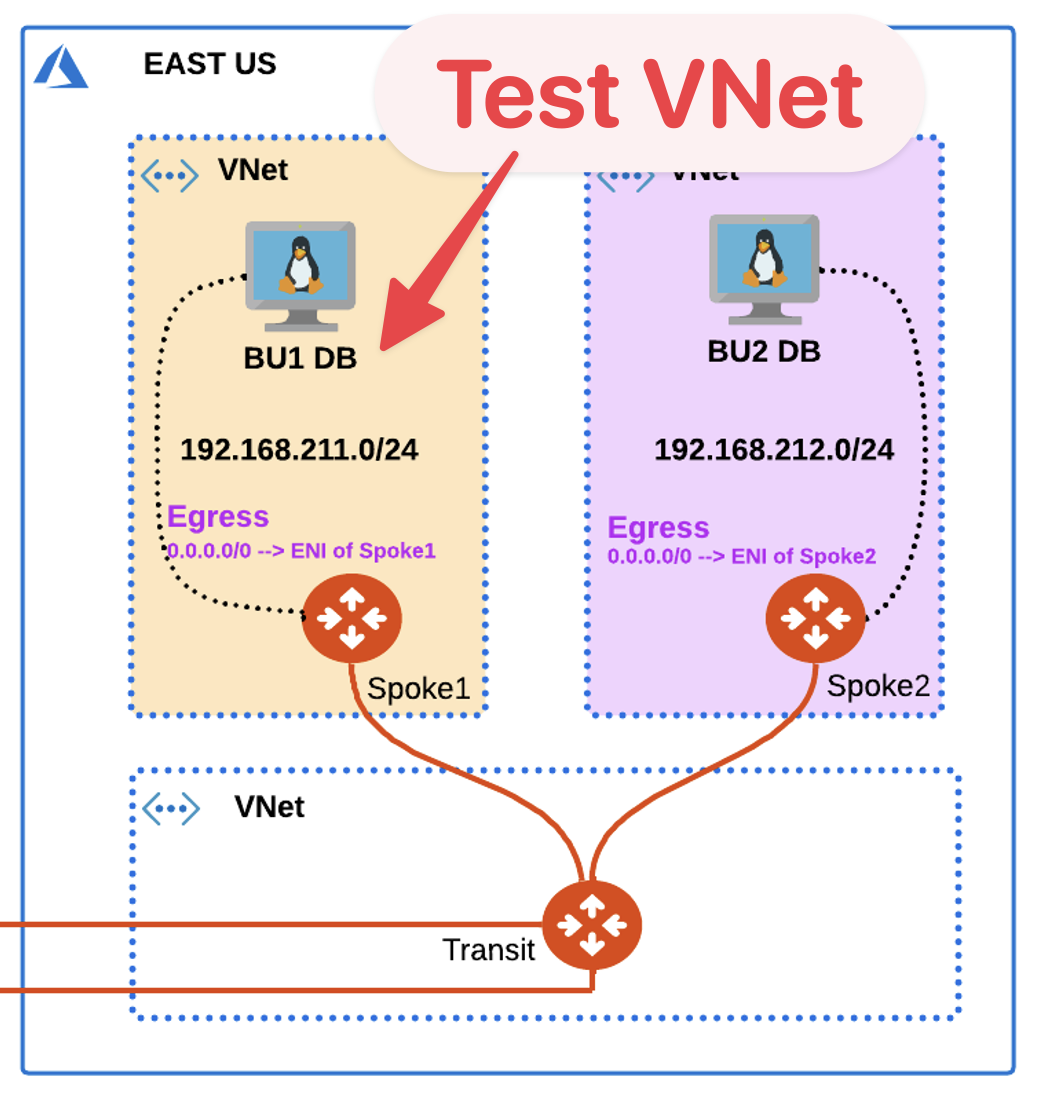 EAST US
Test VNet
VNet
VNet
BU1 DB
BU2 DB
192.168.211.0/24
192.168.212.0/24
Egress
0.0.0.0/0 --> ENI of Spoke1
Egress
0.0.0.0/0 --> ENI of Spoke2
Spoke1
Spoke2
VNet
Transit